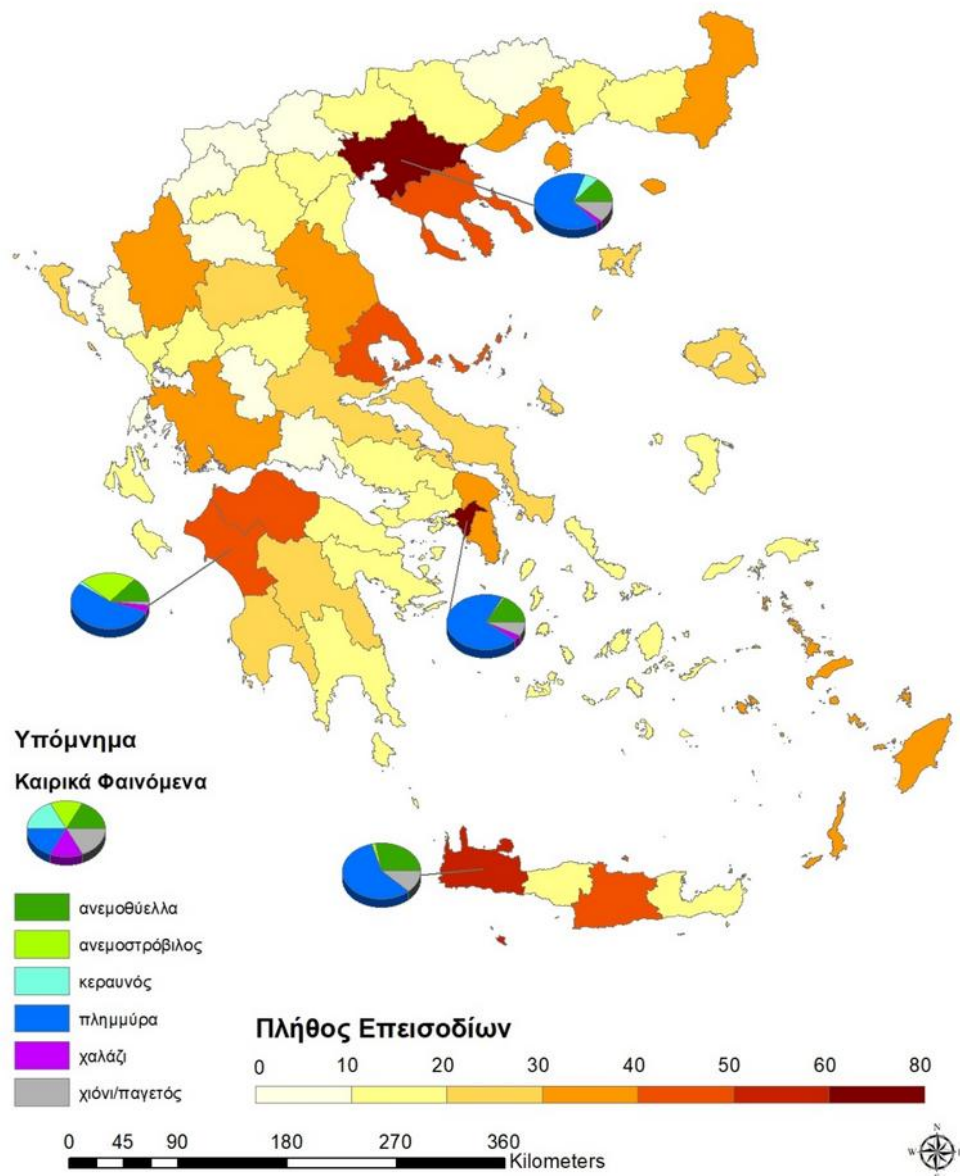 Υπόμνημα
Καιρικά Φαινόμενα
ανεμοθύελλα
ανεμοστρόβιλος
κεραυνός
πλημμύρα
χαλάζι
χιόνι/παγετός
Πλήθος Επεισοδίων
0 10 20 30 40 50 60 80
0 45 90 180 270 360
Kilometers
N
W E
S